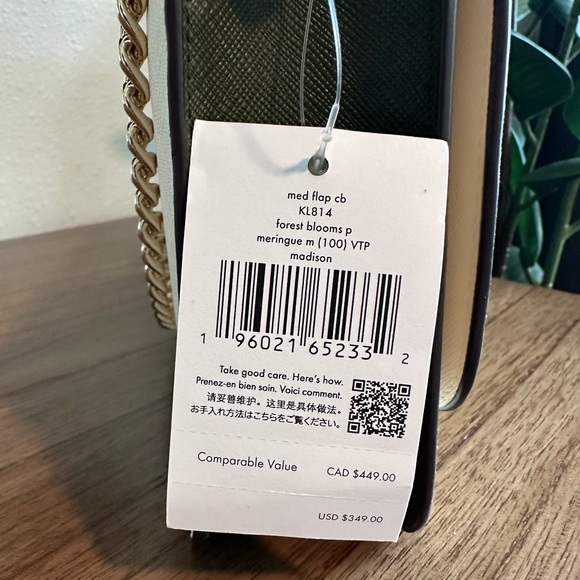 med flap cb
KL814
forest blooms p
meringue m (100) VTP
madison
1 96021 65233 2
Take good care. Here's how.
Prenez-en bien soin. Voici comment.
请妥善维护。这里是具体做法。
お手入れ方法はこちらをご覧ください。
Comparable Value CAD $449.00
USD $349.00